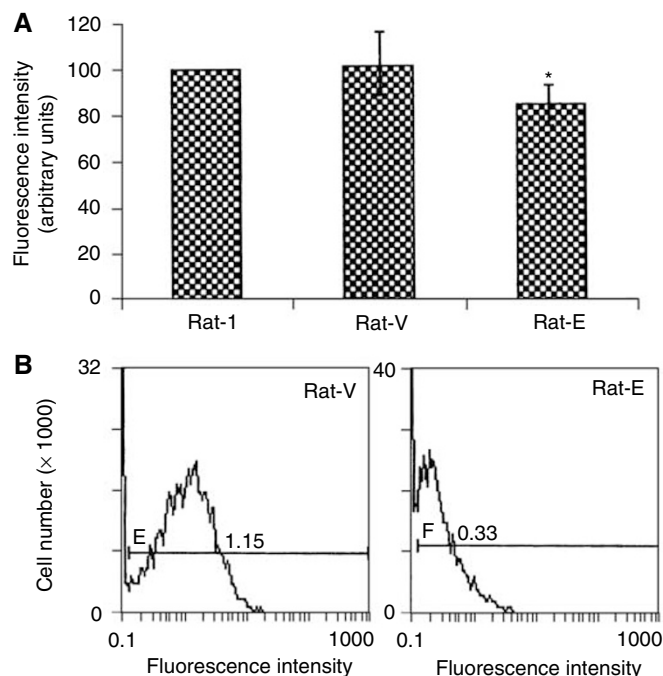 A
Fluorescence intensity
(arbitrary units)
120
100
80
60
40
20
0
*
Rat-1
Rat-V
Rat-E
B
Cell number (× 1000)
32
0
Rat-V
E
1.15
0.1
1000
Fluorescence intensity
40
0
Rat-E
F
0.33
0.1
1000
Fluorescence intensity